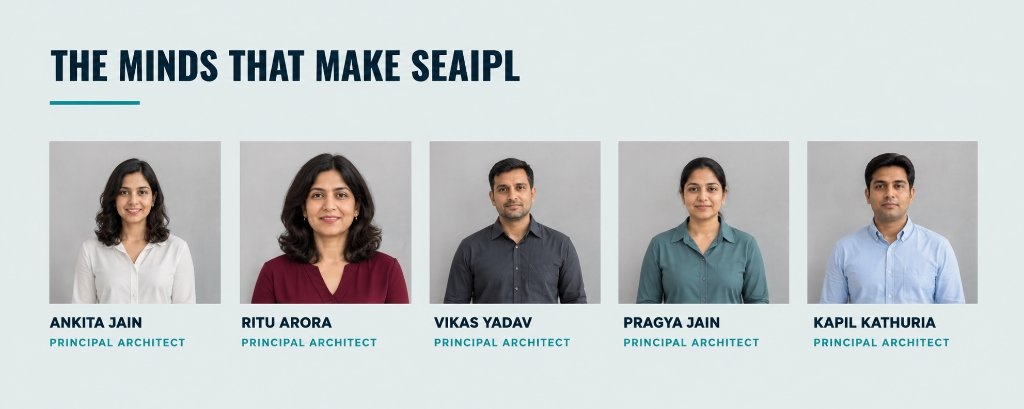 THE MINDS THAT MAKE SEAIPL
ANKITA JAIN
PRINCIPAL ARCHITECT
RITU ARORA
PRINCIPAL ARCHITECT
VIKAS YADAV
PRINCIPAL ARCHITECT
PRAGYA JAIN
PRINCIPAL ARCHITECT
KAPIL KATHURIA
PRINCIPAL ARCHITECT